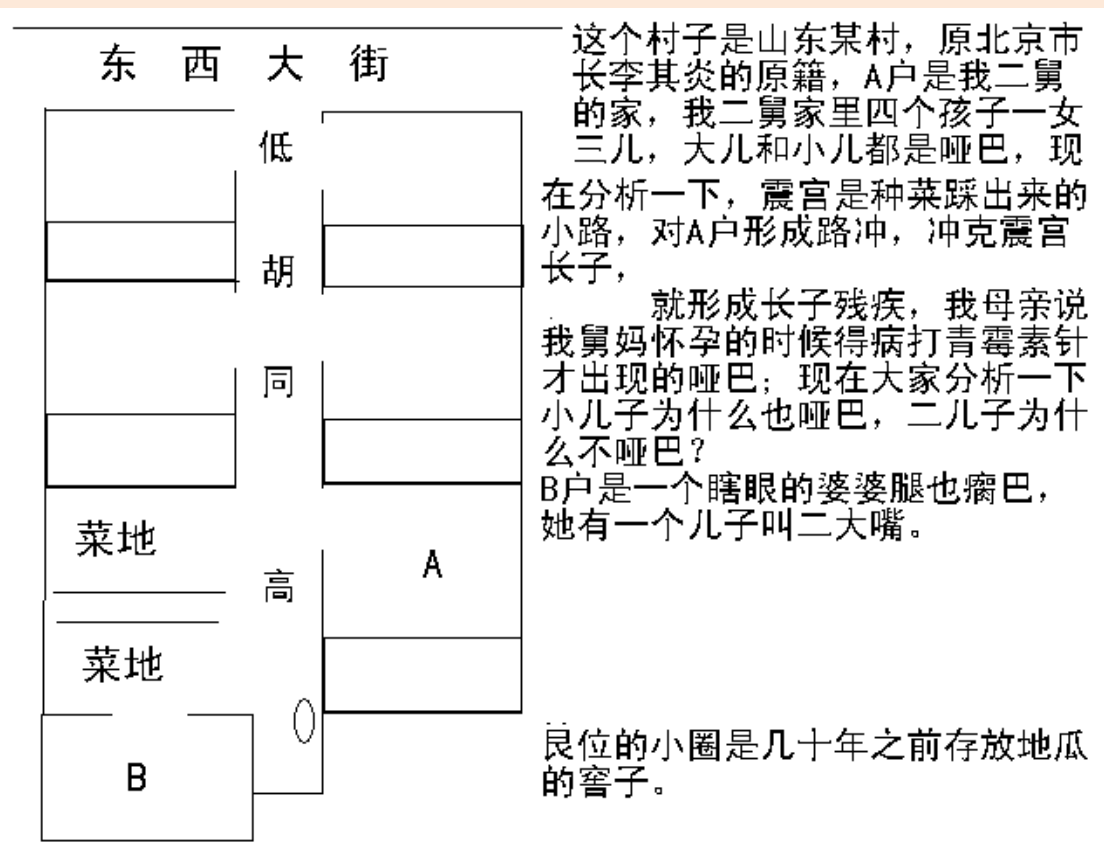 东 西 大 街
低
胡
同
高
菜地
菜地
A
B
这个村子是山东某村，原北京市
长李其炎的原籍，A户是我二舅
的家，我二舅家里四个孩子一女
三儿，大儿和小儿都是哑巴，现
在分析一下，震宫是种菜踩出来的
小路，对A户形成路冲，冲克震宫
长子，
就形成长子残疾，我母亲说
我舅妈怀孕的时候得病打青霉素针
才出现的哑巴；现在大家分析一下
小儿子为什么也哑巴，二儿子为什
么不哑巴？
B户是一个瞎眼的婆婆腿也瘸巴，
她有一个儿子叫二大嘴。
艮位的小圈是几十年之前存放地瓜
的窖子。